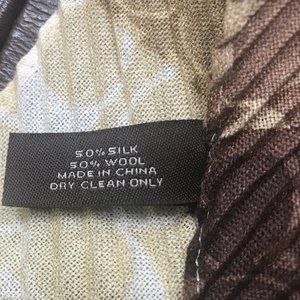 50% SILK
50% WOOL
MADE IN CHINA
DRY CLEAN ONLY